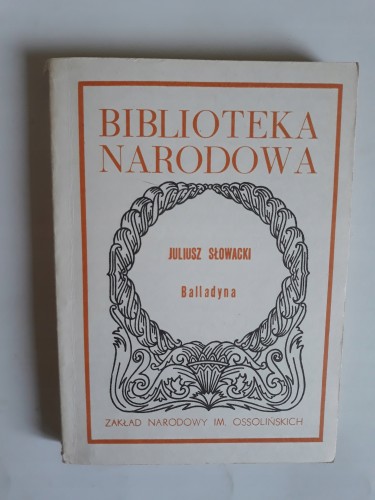 BIBLIOTEKA
NARODOWA
JULIUSZ SŁOWACKI
Balladyna
ZAKŁAD NARODOWY IM. OSSOLIŃSKICH